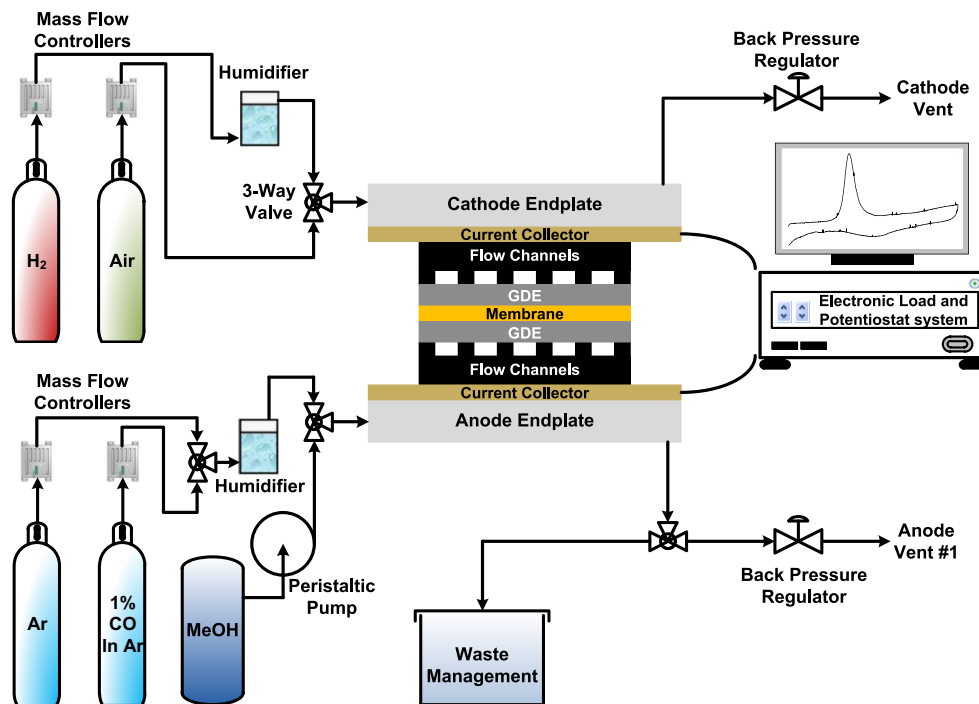 Mass Flow
Controllers
Humidifier
Back Pressure
Regulator
Cathode
Vent
3-Way
Valve
H2
Air
Cathode Endplate
Current Collector
Flow Channels
GDE
Membrane
GDE
Flow Channels
Current Collector
Anode Endplate
Electronic Load and
Potentiostat system
Mass Flow
Controllers
Humidifier
Peristaltic
Pump
Ar
1%
CO
In Ar
MeOH
Waste
Management
Back Pressure
Regulator
Anode
Vent #1